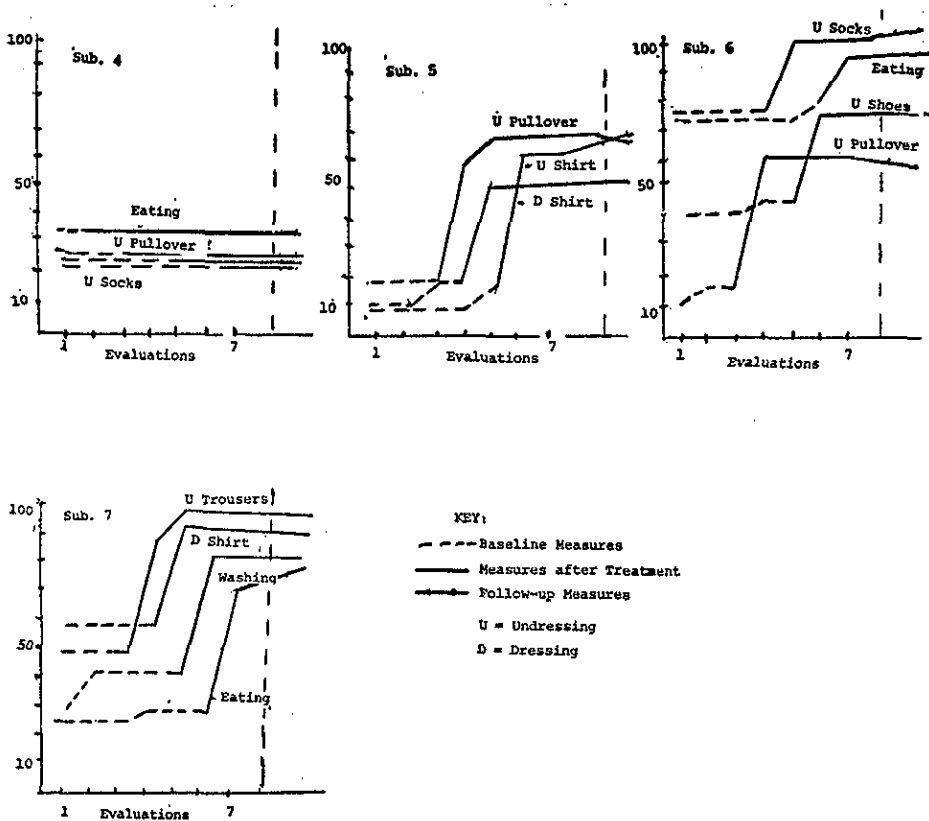 Sub. 4
100
50
10
Eating
U Pullover
U Socks
1
7
Evaluations
Sub. 5
100
50
10
U Pullover
U Shirt
D Shirt
1
7
Evaluations
Sub. 6
100
50
10
U Socks
Eating
U Shoes
U Pullover
1
7
Evaluations
Sub. 7
100
50
10
U Trousers
D Shirt
Washing
Eating
1
7
Evaluations
KEY:
Baseline Measures
Measures after Treatment
Follow-up Measures
U = Undressing
D = Dressing